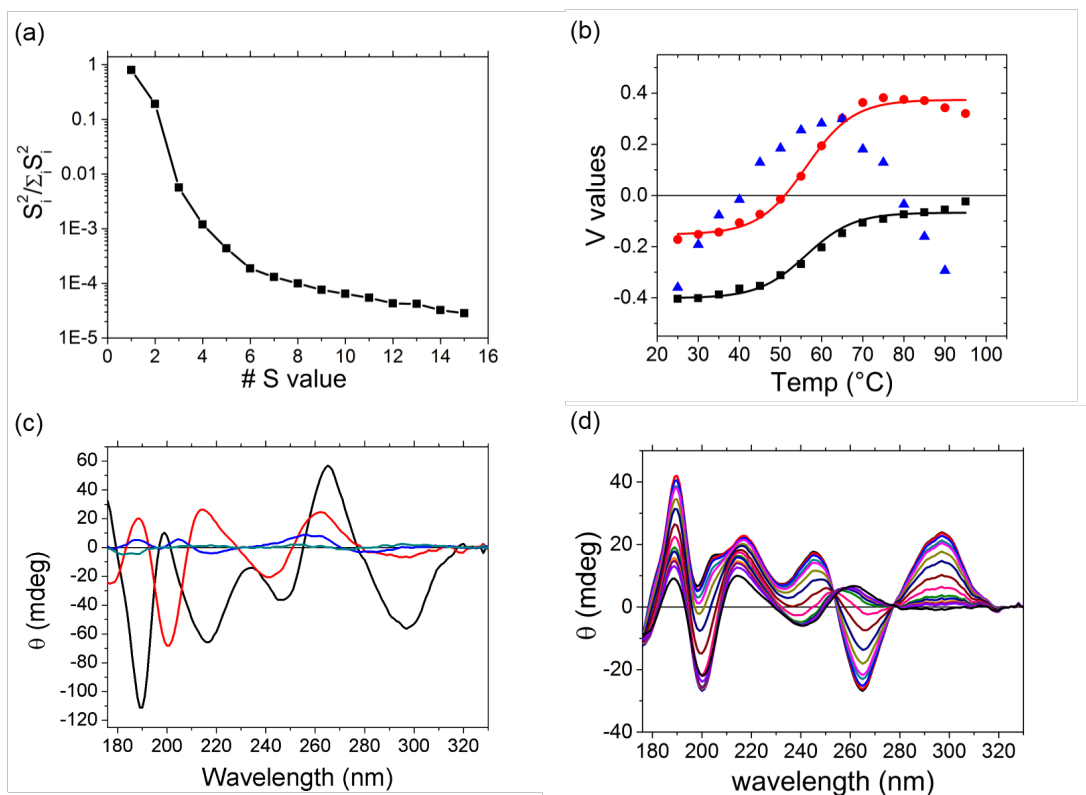 (a)
1
0.1
0.01
1E-3
1E-4
1E-5
0 2 4 6 8 10 12 14 16
# S value
S_i^2/Σ_iS_i^2
(b)
0.4
0.2
0.0
-0.2
-0.4
20 30 40 50 60 70 80 90 100
Temp (°C)
V values
(c)
60
40
20
0
-20
-40
-60
-80
-100
-120
180 200 220 240 260 280 300 320
Wavelength (nm)
θ (mdeg)
(d)
40
20
0
-20
-40
180 200 220 240 260 280 300 320
wavelength (nm)
θ (mdeg)